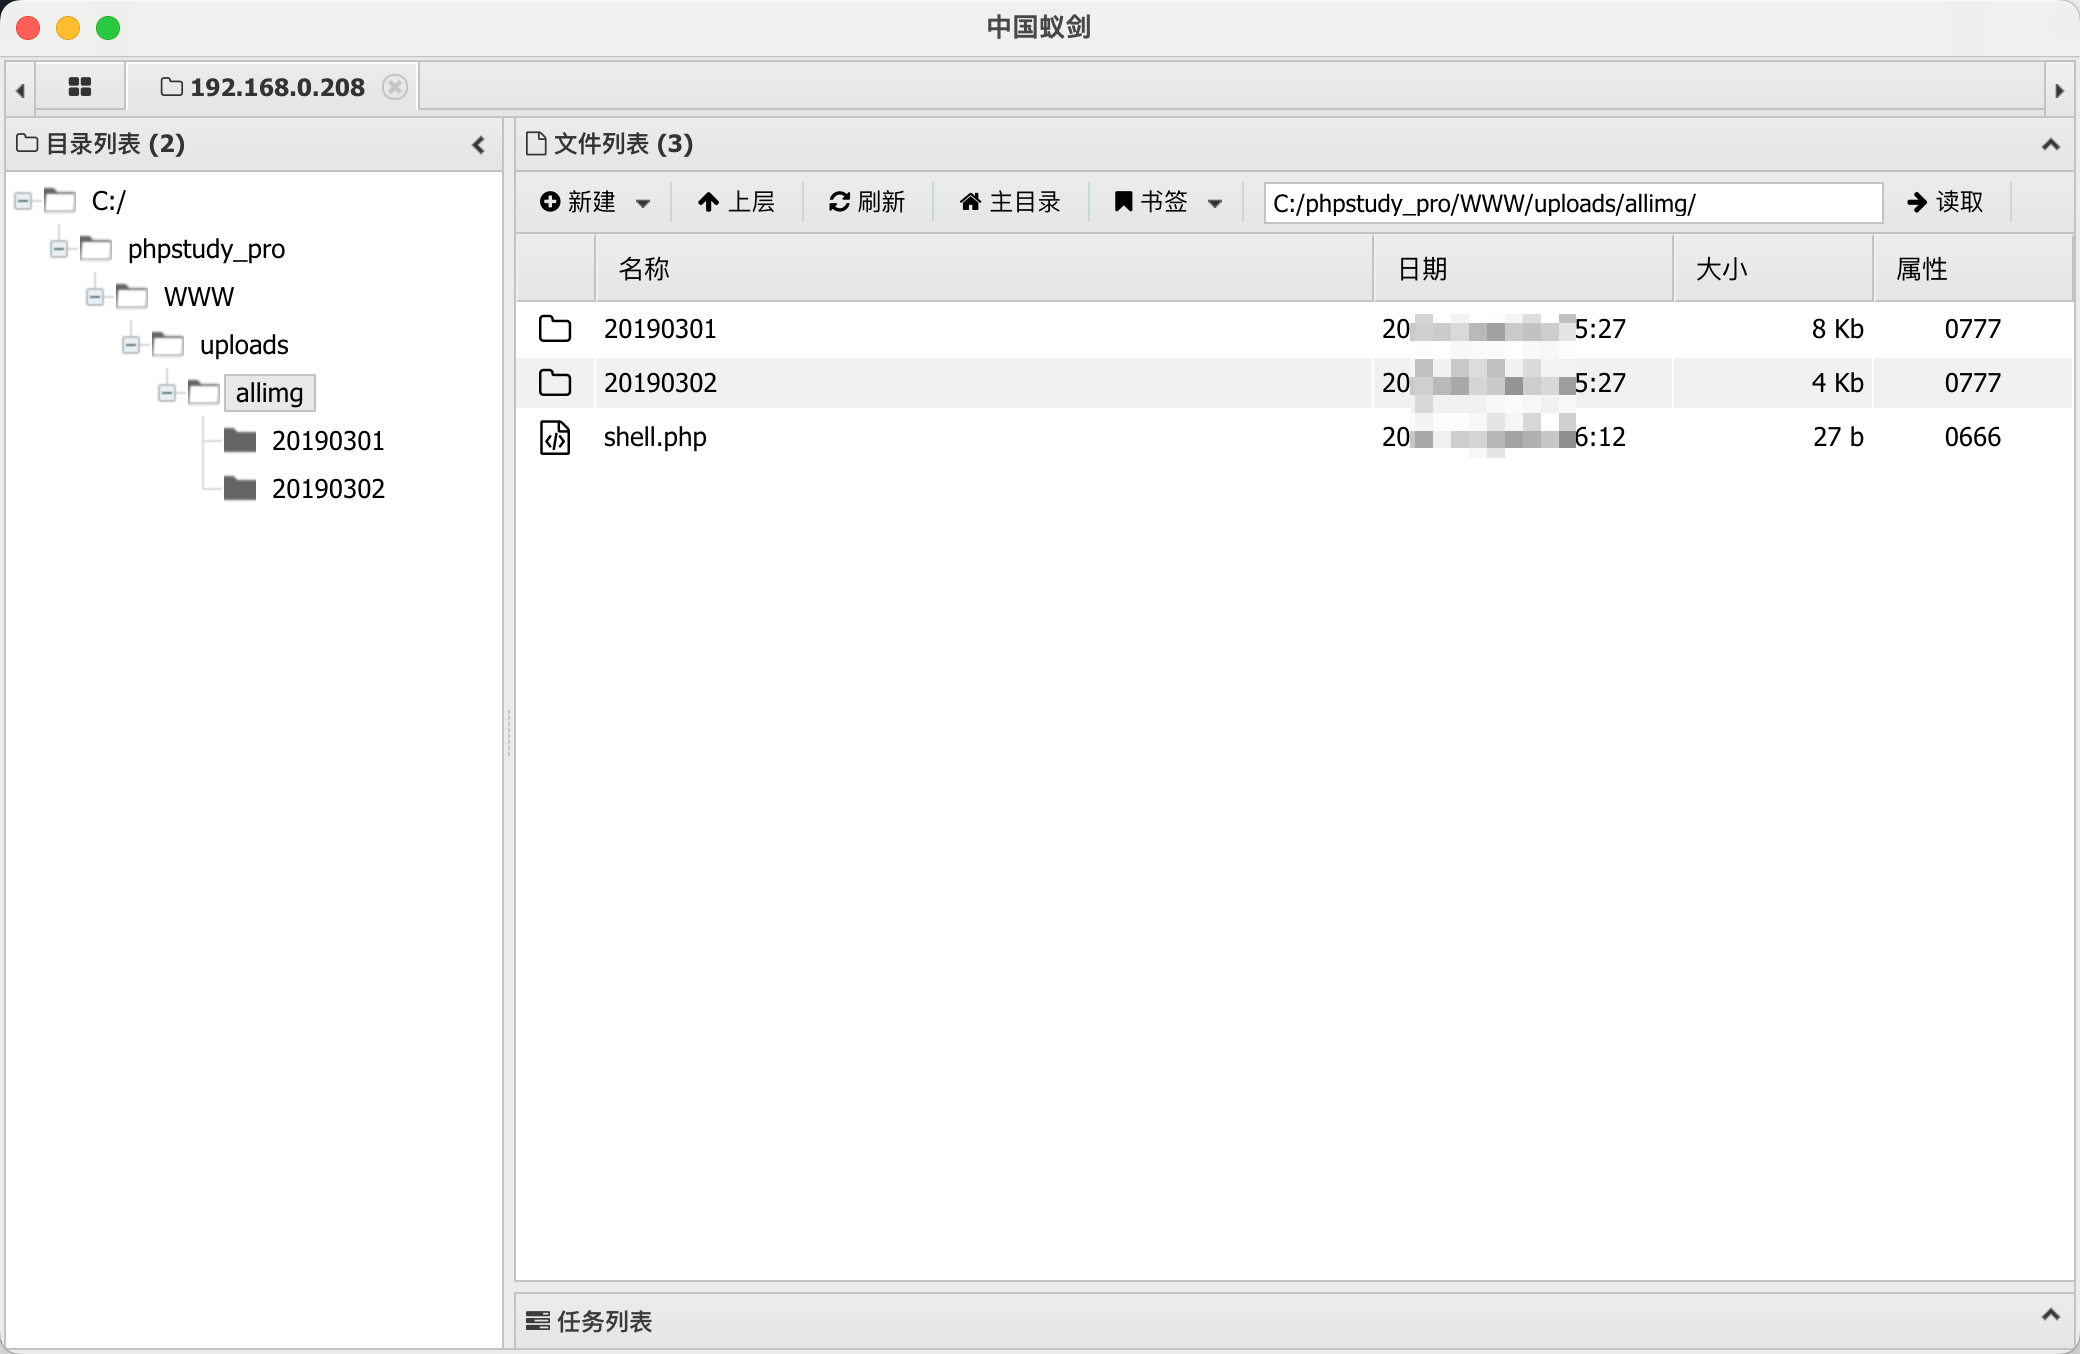 中国蚁剑
192.168.0.208
目录列表 (2)
C:/
phpstudy_pro
WWW
uploads
allimg
20190301
20190302
文件列表 (3)
新建 上层 刷新 主目录 书签 C:/phpstudy_pro/WWW/uploads/allimg/ 读取
名称 日期 大小 属性
20190301 20 5:27 8 Kb 0777
20190302 20 5:27 4 Kb 0777
shell.php 20 6:12 27 b 0666
任务列表